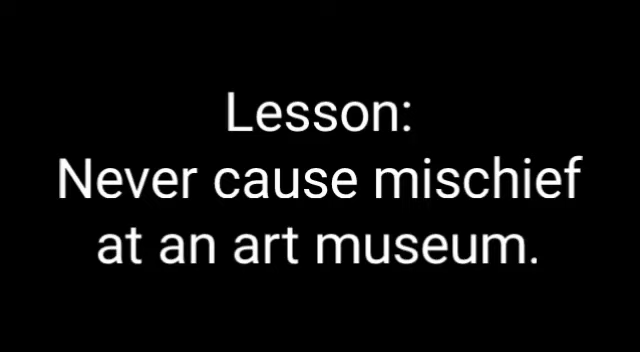 Lesson:
Never cause mischief
at an art museum.